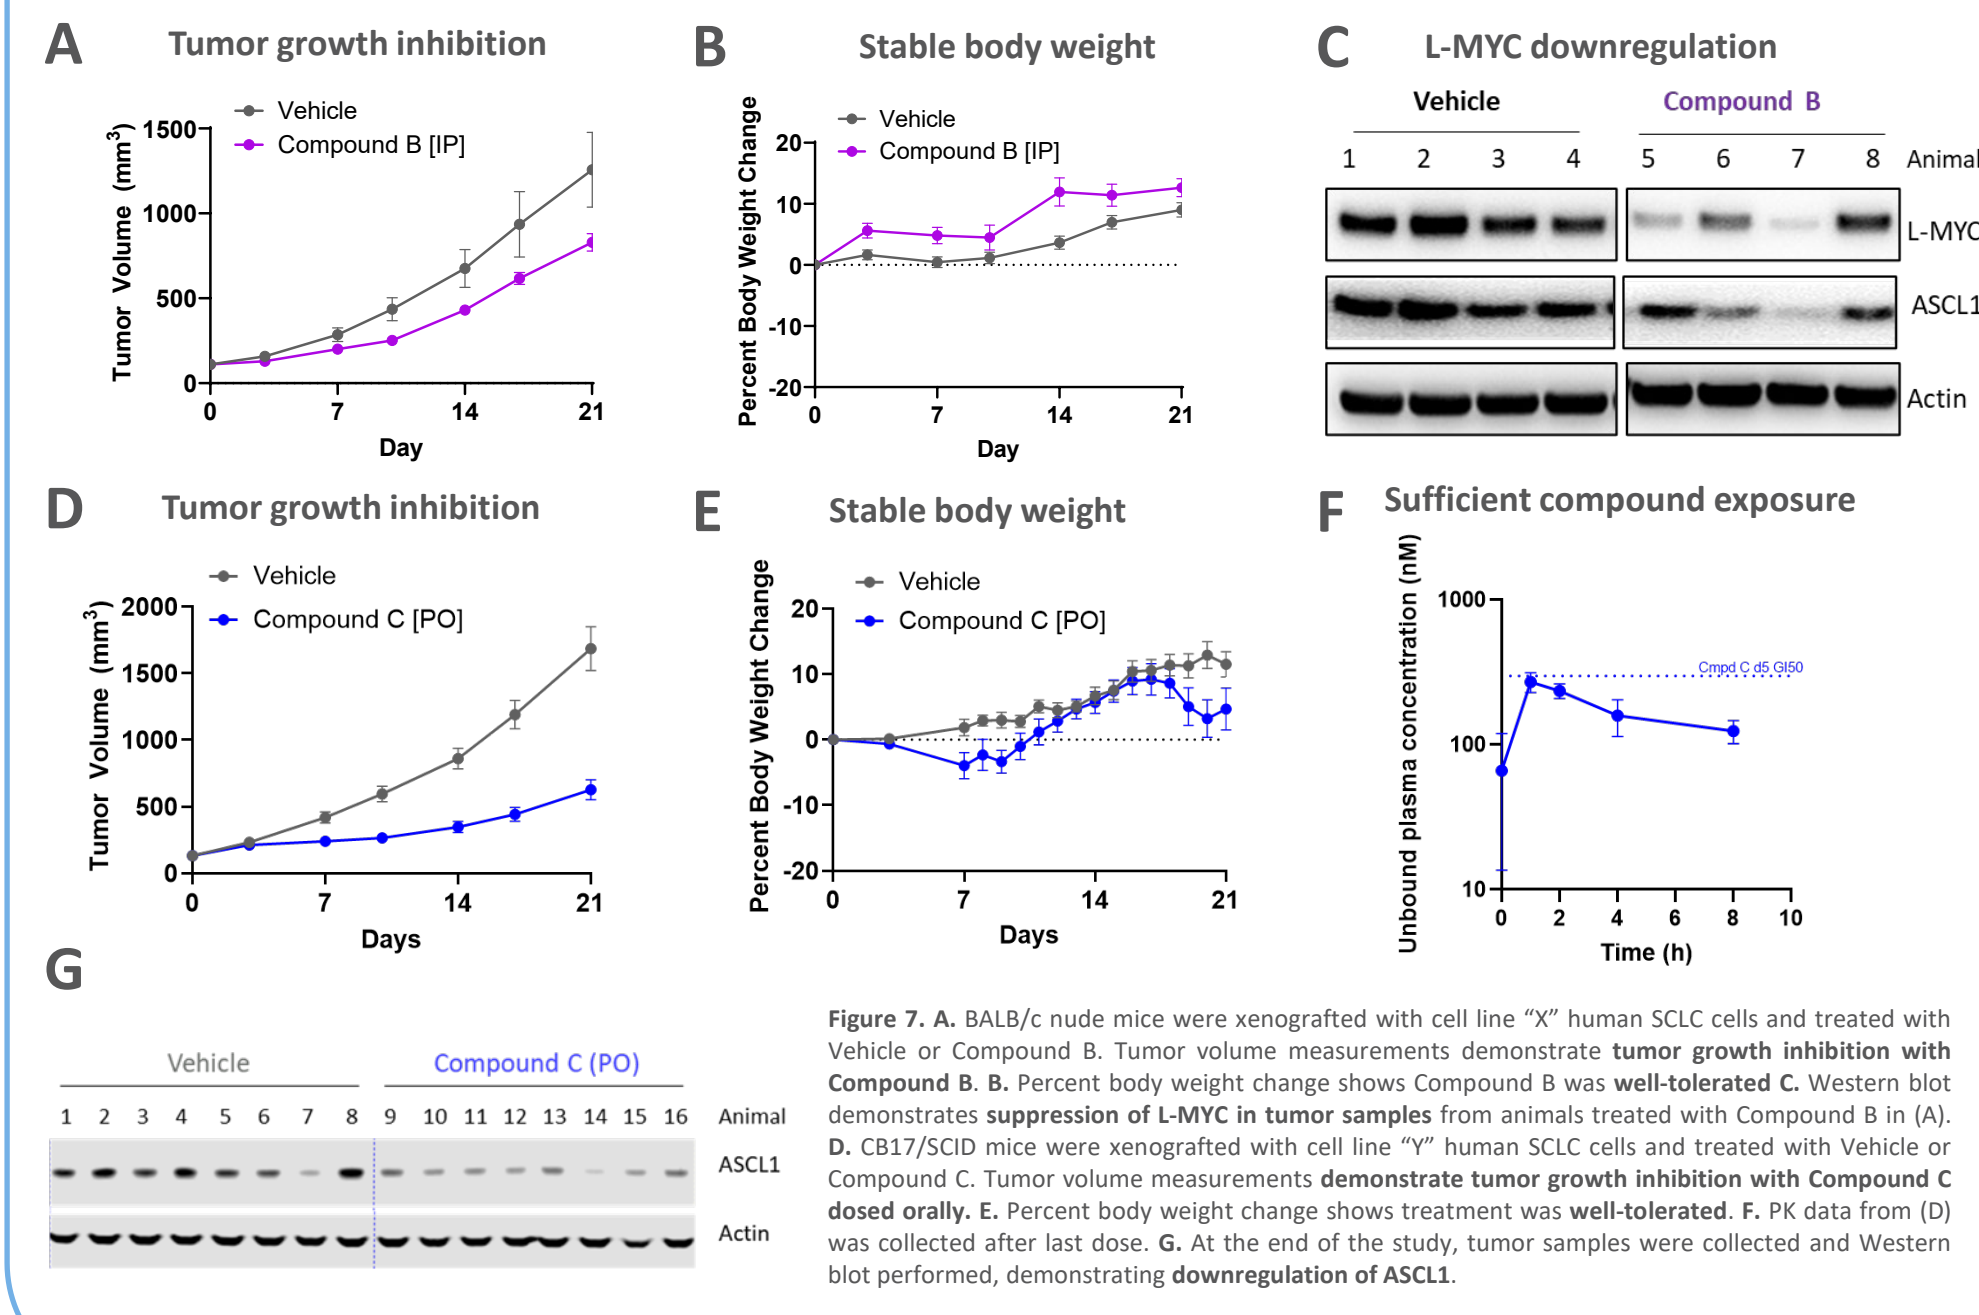 A
Tumor growth inhibition
Vehicle
Compound B [IP]
Tumor Volume (mm3)
1500
1000
500
0
0 7 14 21
Day
B
Stable body weight
Vehicle
Compound B [IP]
Percent Body Weight Change
20
10
0
-10
-20
0 7 14 21
Day
C
L-MYC downregulation
Vehicle Compound B
1 2 3 4 5 6 7 8 Animal
L-MYC
ASCL1
Actin
D
Tumor growth inhibition
Vehicle
Compound C [PO]
Tumor Volume (mm3)
2000
1500
1000
500
0
0 7 14 21
Days
E
Stable body weight
Vehicle
Compound C [PO]
Percent Body Weight Change
20
10
0
-10
-20
0 7 14 21
Days
F
Sufficient compound exposure
Unbound plasma concentration (nM)
1000
100
10
Cmpd C d5 GI50
0 2 4 6 8 10
Time (h)
G
Vehicle Compound C (PO)
1 2 3 4 5 6 7 8 9 10 11 12 13 14 15 16 Animal
ASCL1
Actin
Figure 7. A. BALB/c nude mice were xenografted with cell line “X” human SCLC cells and treated with
Vehicle or Compound B. Tumor volume measurements demonstrate tumor growth inhibition with
Compound B. B. Percent body weight change shows Compound B was well-tolerated C. Western blot
demonstrates suppression of L-MYC in tumor samples from animals treated with Compound B in (A).
D. CB17/SCID mice were xenografted with cell line “Y” human SCLC cells and treated with Vehicle or
Compound C. Tumor volume measurements demonstrate tumor growth inhibition with Compound C
dosed orally. E. Percent body weight change shows treatment was well-tolerated. F. PK data from (D)
was collected after last dose. G. At the end of the study, tumor samples were collected and Western
blot performed, demonstrating downregulation of ASCL1.